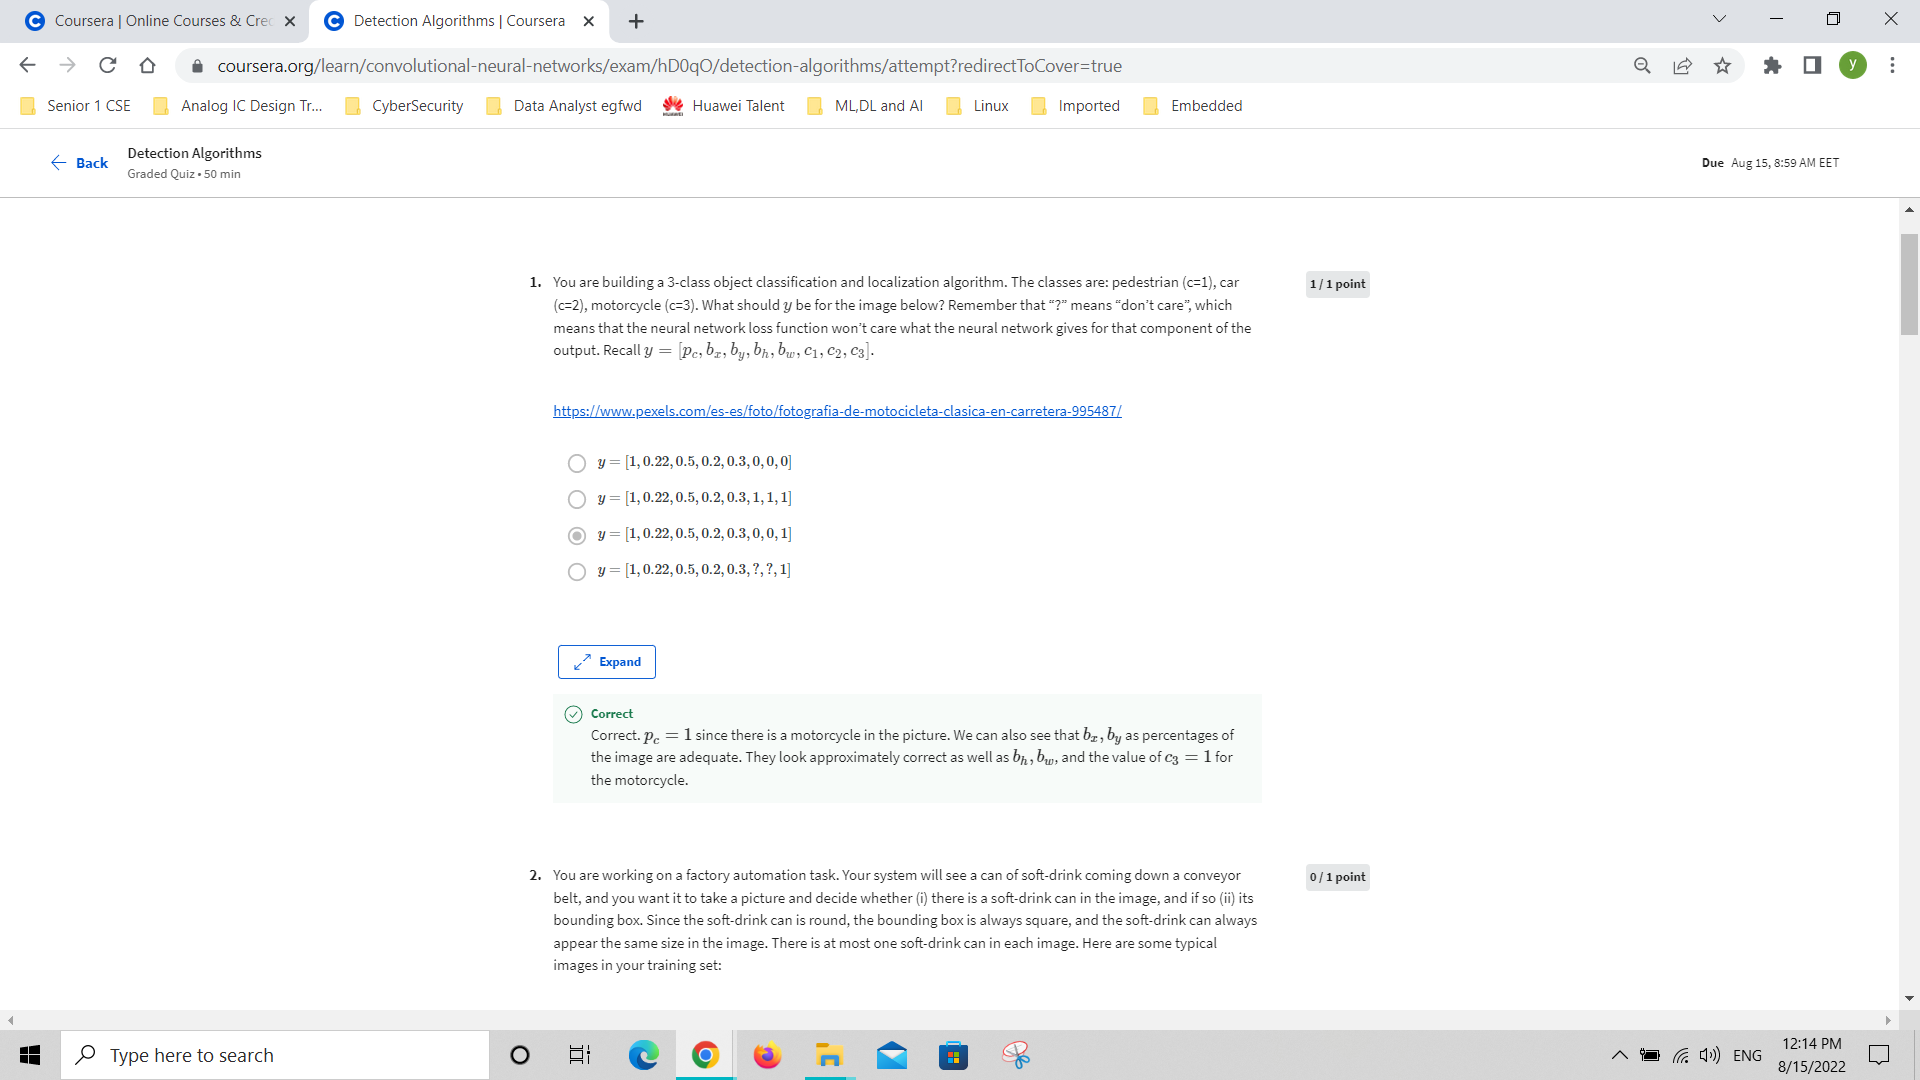 Coursera | Online Courses & Cre
Detection Algorithms | Coursera
coursera.org/learn/convolutional-neural-networks/exam/hD0qO/detection-algorithms/attempt?redirectToCover=true
y
Senior 1 CSE
Analog IC Design Tr...
CyberSecurity
Data Analyst egfwd
Huawei Talent
ML,DL and AI
Linux
Imported
Embedded
Back
Detection Algorithms
Graded Quiz • 50 min
Due Aug 15, 8:59 AM EET
1. You are building a 3-class object classification and localization algorithm. The classes are: pedestrian (c=1), car
1 / 1 point
(c=2), motorcycle (c=3). What should y be for the image below? Remember that “?” means “don’t care”, which
means that the neural network loss function won’t care what the neural network gives for that component of the
output. Recall y = [p_c, b_x, b_y, b_h, b_w, c_1, c_2, c_3].
https://www.pexels.com/es-es/foto/fotografia-de-motocicleta-clasica-en-carretera-995487/
y = [1, 0.22, 0.5, 0.2, 0.3, 0, 0, 0]
y = [1, 0.22, 0.5, 0.2, 0.3, 1, 1, 1]
y = [1, 0.22, 0.5, 0.2, 0.3, 0, 0, 1]
y = [1, 0.22, 0.5, 0.2, 0.3, ?, ?, 1]
Expand
Correct
Correct. p_c = 1 since there is a motorcycle in the picture. We can also see that b_x, b_y as percentages of
the image are adequate. They look approximately correct as well as b_h, b_w, and the value of c_3 = 1 for
the motorcycle.
2. You are working on a factory automation task. Your system will see a can of soft-drink coming down a conveyor
0 / 1 point
belt, and you want it to take a picture and decide whether (i) there is a soft-drink can in the image, and if so (ii) its
bounding box. Since the soft-drink can is round, the bounding box is always square, and the soft-drink can always
appear the same size in the image. There is at most one soft-drink can in each image. Here are some typical
images in your training set:
Type here to search
ENG
12:14 PM
8/15/2022